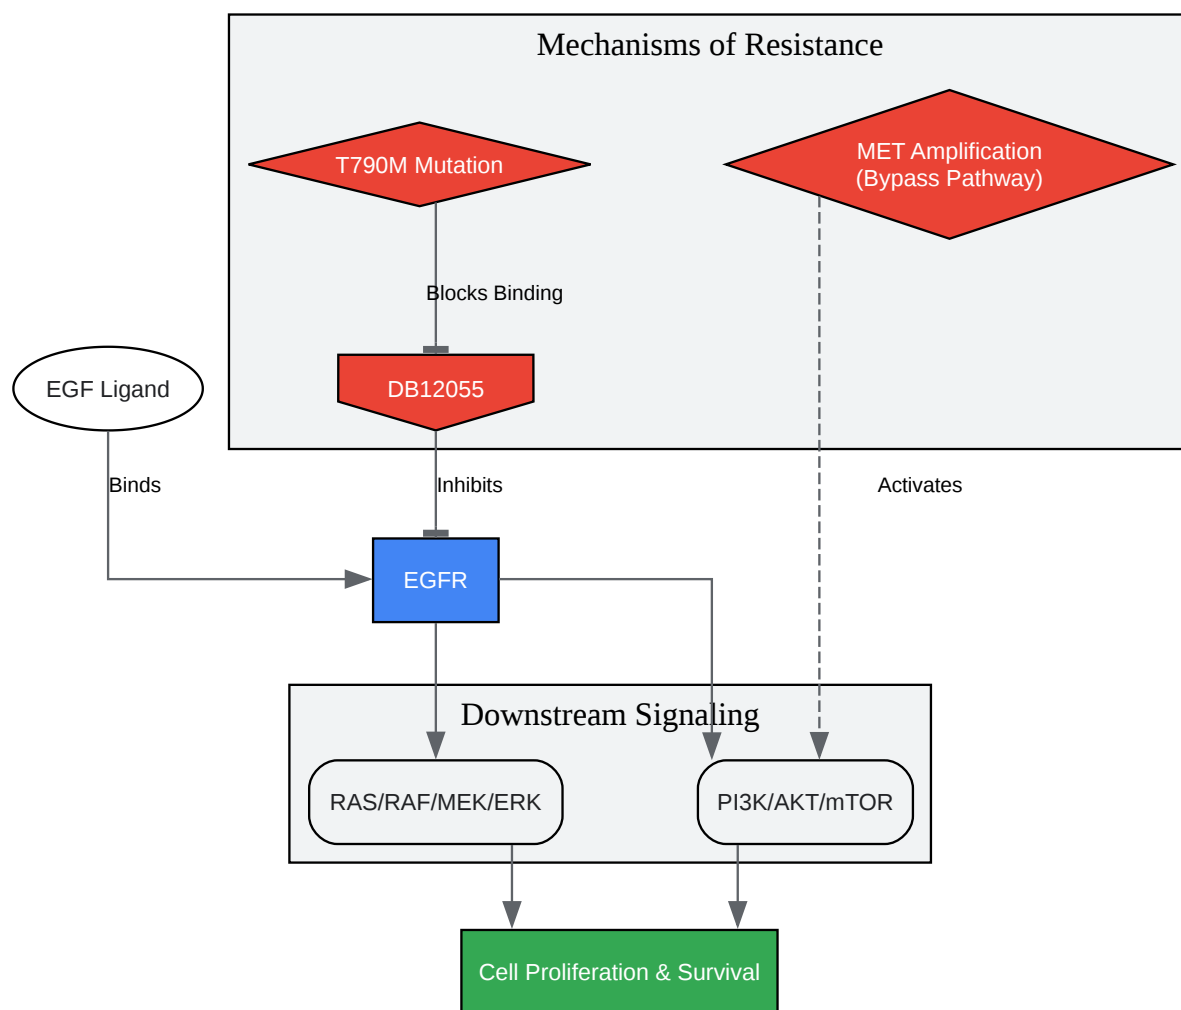 Mechanisms of Resistance
T790M Mutation
MET Amplification
(Bypass Pathway)
Blocks Binding
EGF Ligand
DB12055
Binds
Inhibits
Activates
EGFR
Downstream Signaling
RAS/RAF/MEK/ERK
PI3K/AKT/mTOR
Cell Proliferation & Survival